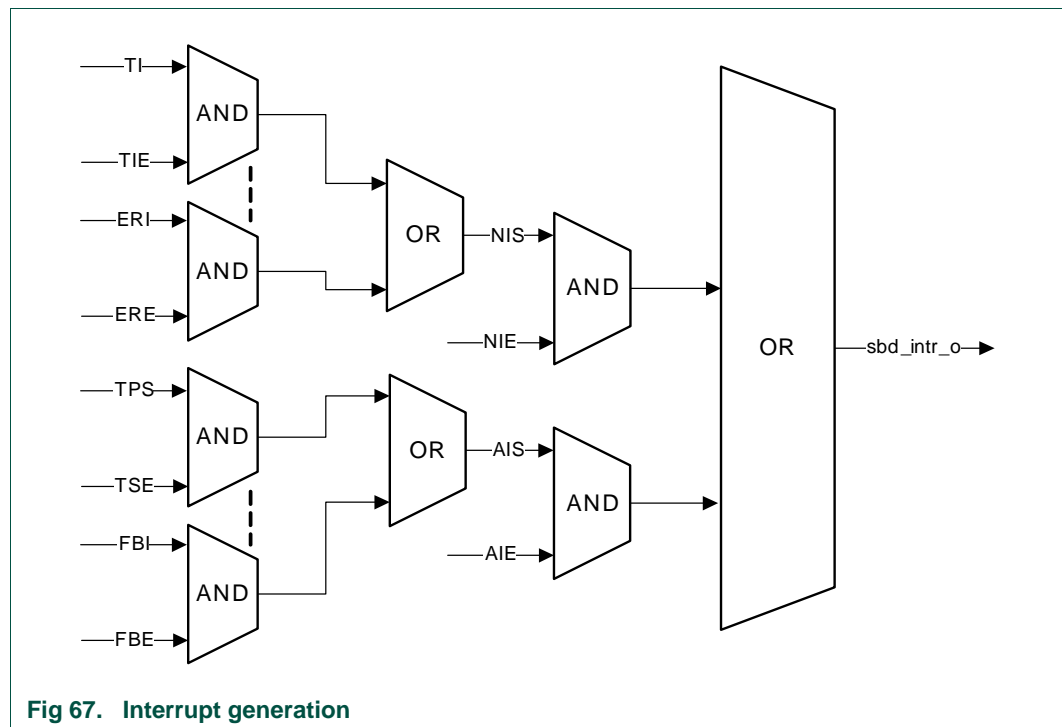 TI
AND
TIE
ERI
AND
ERE
OR
NIS
AND
NIE
TPS
AND
TSE
FBI
AND
FBE
OR
AIS
AND
AIE
OR
sbd_intr_o
Fig 67. Interrupt generation